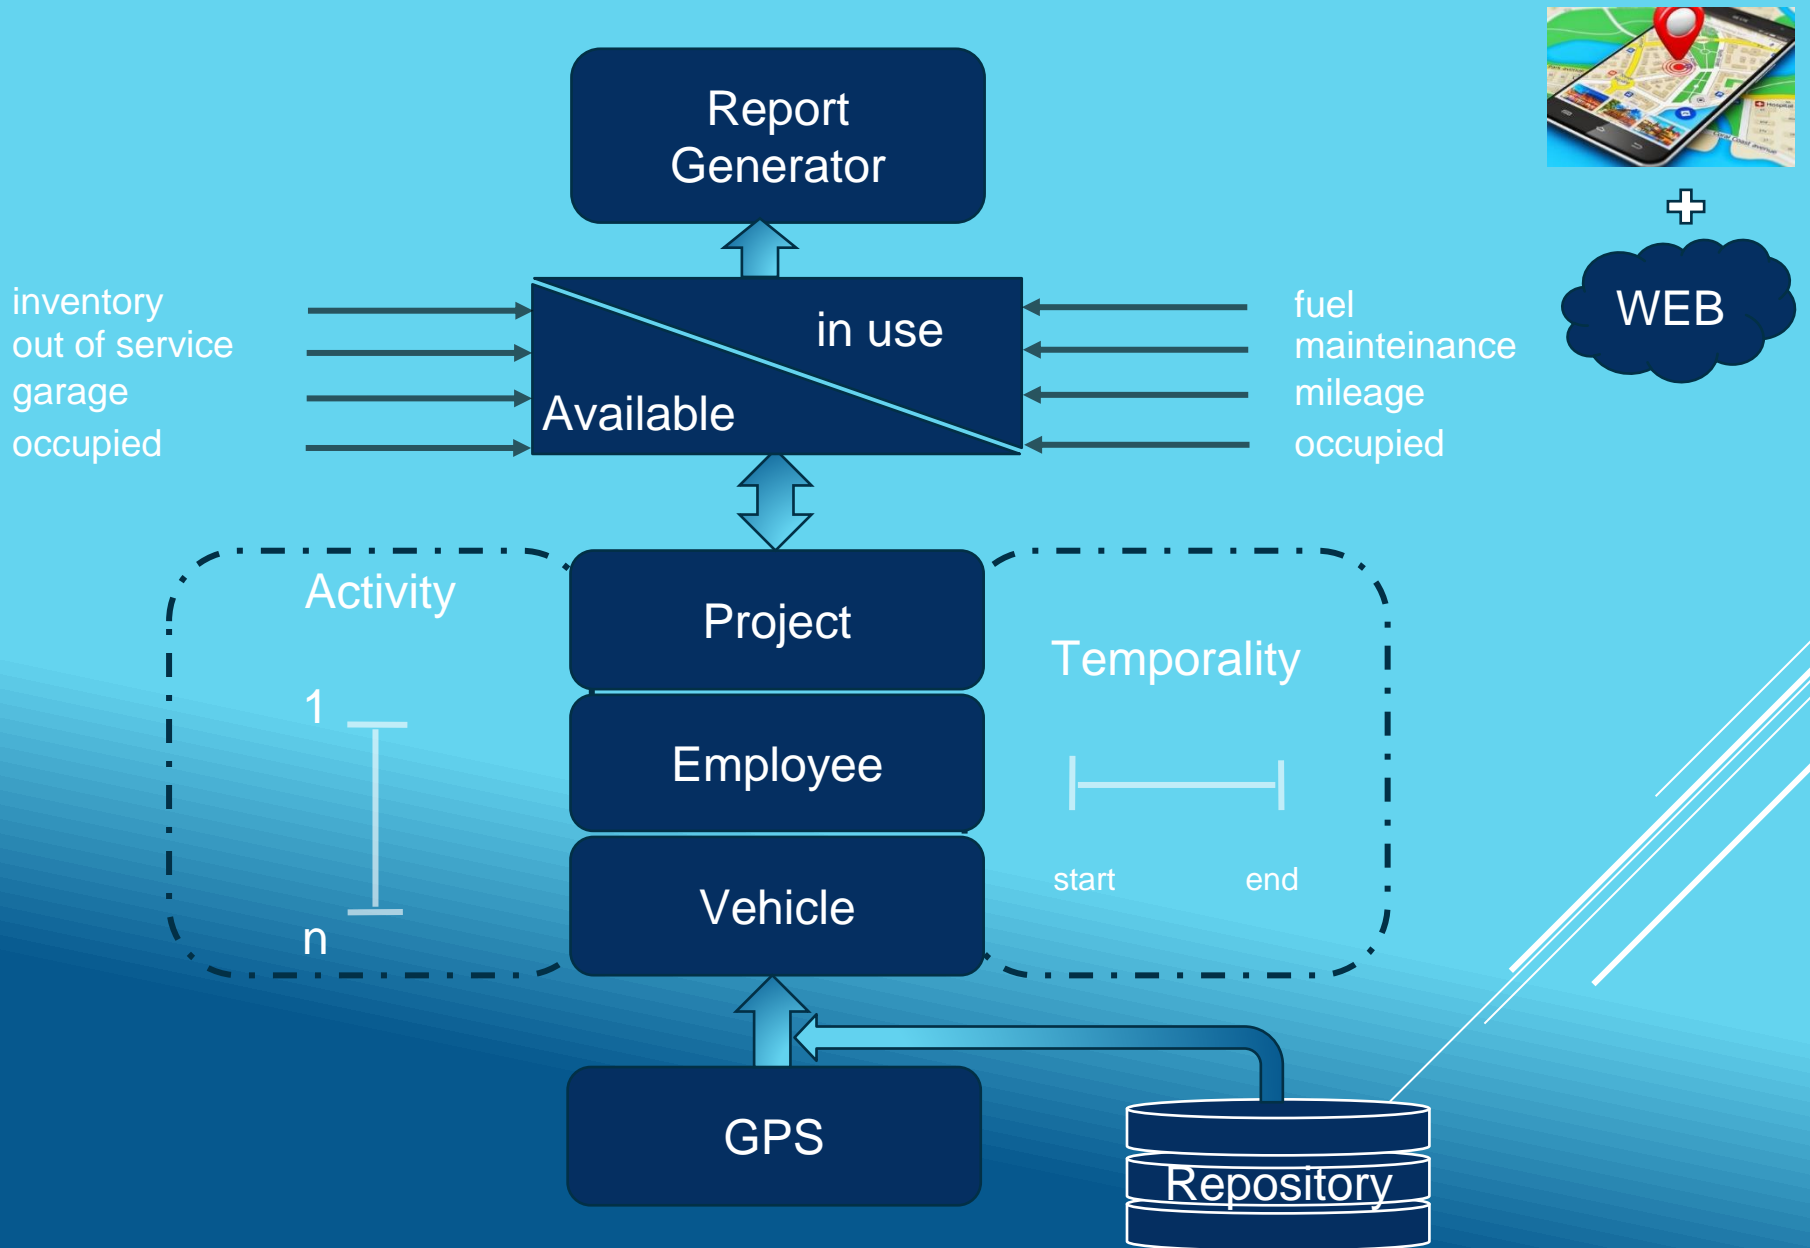 Report
Generator
inventory
out of service
garage
occupied
in use
Available
fuel
mainteinance
mileage
occupied
WEB
Activity
1
n
Project
Employee
Vehicle
Temporality
start end
GPS
Repository